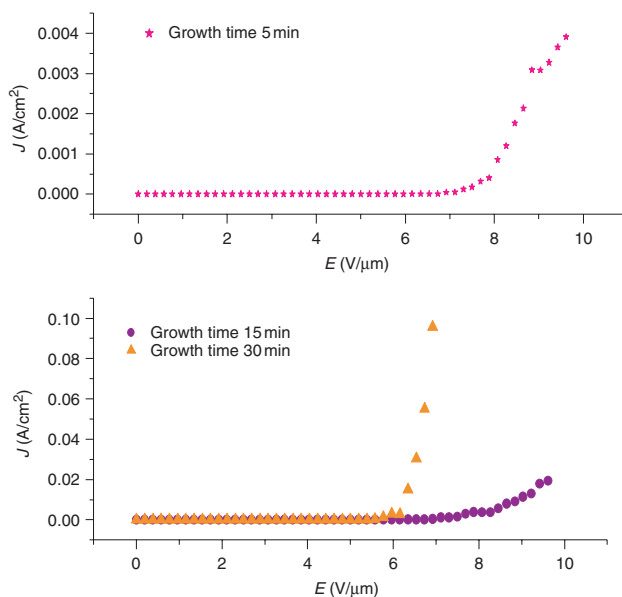 Growth time 5 min
0.004
0.003
0.002
0.001
0.000
J (A/cm²)
0 2 4 6 8 10
E (V/μm)
Growth time 15 min
Growth time 30 min
0.10
0.08
0.06
0.04
0.02
0.00
J (A/cm²)
0 2 4 6 8 10
E (V/μm)